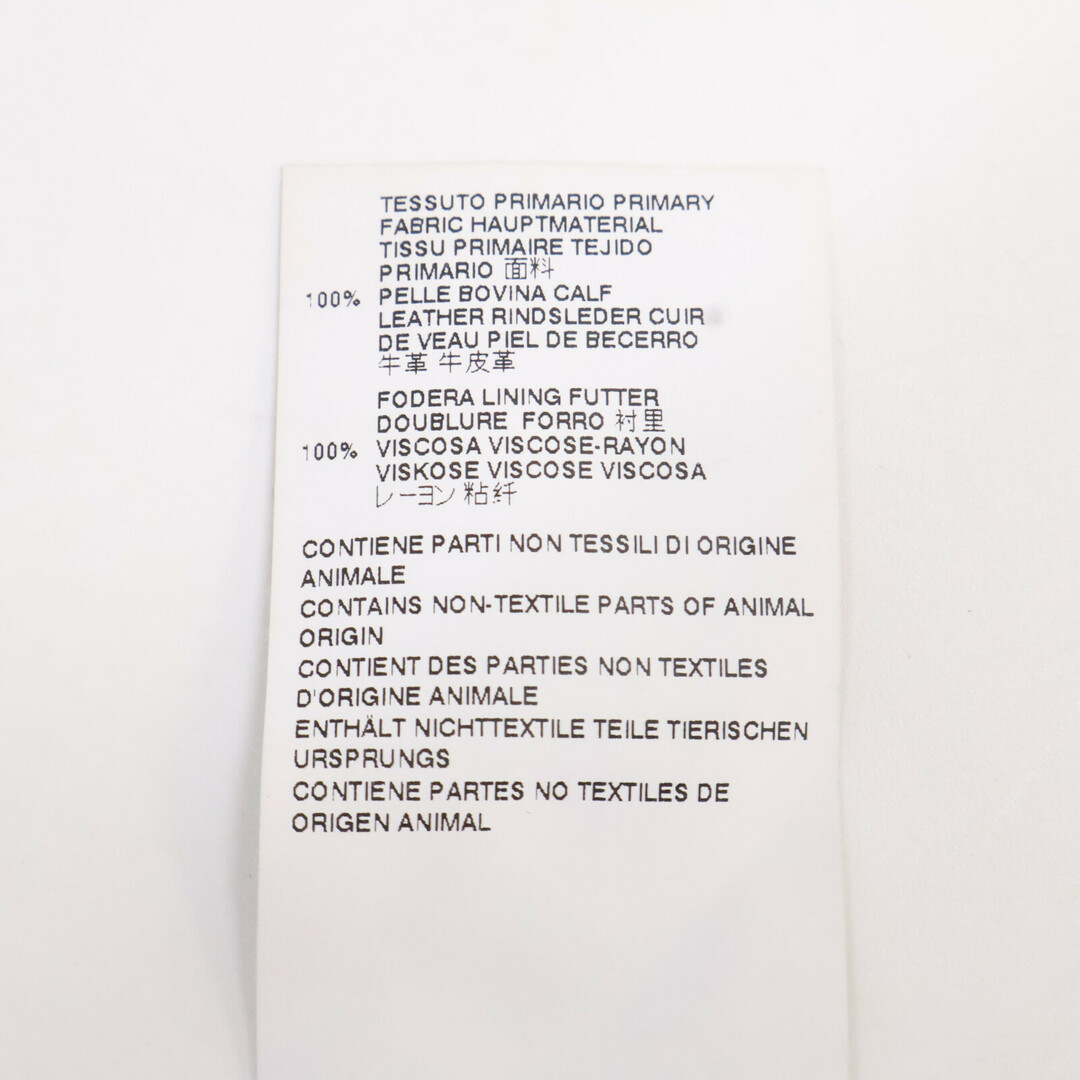 TESSUTO PRIMARIO PRIMARY
FABRIC HAUPTMATERIAL
TISSU PRIMAIRE TEJIDO
PRIMARIO 面料
100% PELLE BOVINA CALF
LEATHER RINDSLEDER CUIR
DE VEAU PIEL DE BECERRO
牛革 牛皮革
FODERA LINING FUTTER
DOUBLURE FORRO 衬里
100% VISCOSA VISCOSE-RAYON
VISKOSE VISCOSE VISCOSA
レーヨン 粘纤
CONTIENE PARTI NON TESSILI DI ORIGINE
ANIMALE
CONTAINS NON-TEXTILE PARTS OF ANIMAL
ORIGIN
CONTIENT DES PARTIES NON TEXTILES
D'ORIGINE ANIMALE
ENTHÄLT NICHTTEXTILE TEILE TIERISCHEN
URSPRUNGS
CONTIENE PARTES NO TEXTILES DE
ORIGEN ANIMAL